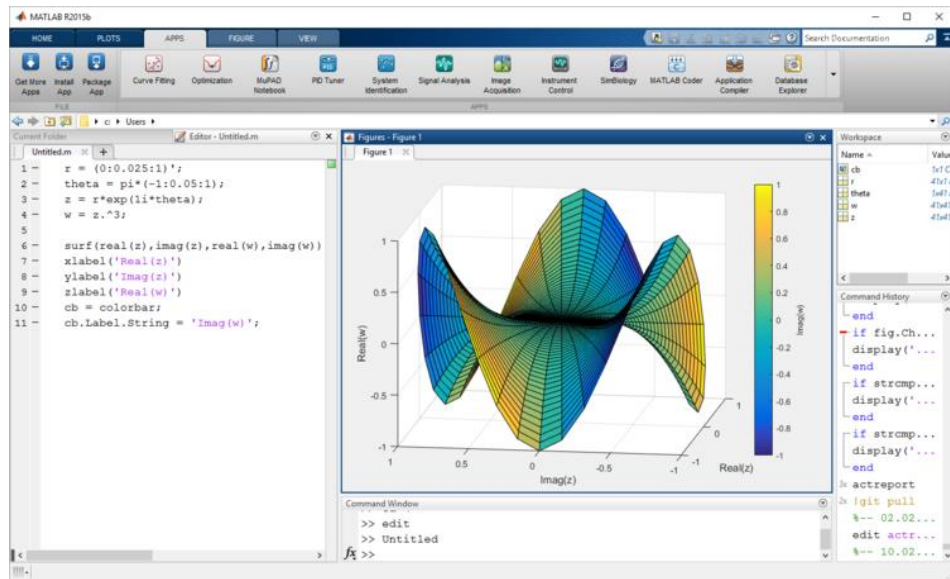 MATLAB R2015b
HOME PLOTS APPS FIGURE VIEW
Search Documentation
Get More Apps
Install App
Package App
Curve Fitting
Optimization
MuPAD Notebook
PID Tuner
System Identification
Signal Analysis
Image Acquisition
Instrument Control
SimBiology
MATLAB Coder
Application Compiler
Database Explorer
FILE
APPS
c: Users
Current Folder
Editor - Untitled.m
Untitled.m
1 r = (0:0.025:1)';
2 theta = pi*(-1:0.05:1);
3 z = r*exp(1i*theta);
4 w = z.^3;
5
6 surf(real(z),imag(z),real(w),imag(w))
7 xlabel('Real(z)')
8 ylabel('Imag(z)')
9 zlabel('Real(w)')
10 cb = colorbar;
11 cb.Label.String = 'Imag(w)';
Figures - Figure 1
Figure 1
Real(w)
1
0.5
0
-0.5
-1
1 0.5 0 -0.5 -1
Imag(z)
-1 0 1
Real(z)
1
0.8
0.6
0.4
0.2
0
-0.2
-0.4
-0.6
-0.8
-1
Imag(w)
Command Window
>> edit
>> Untitled
fx >>
Workspace
Name Value
cb
r
theta
w
z
Command History
end
if fig.Ch...
display('...
end
if strcmp...
display('...
end
if strcmp...
display('...
end
actreport
!git pull
%-- 02.02...
edit actr...
%-- 10.02...